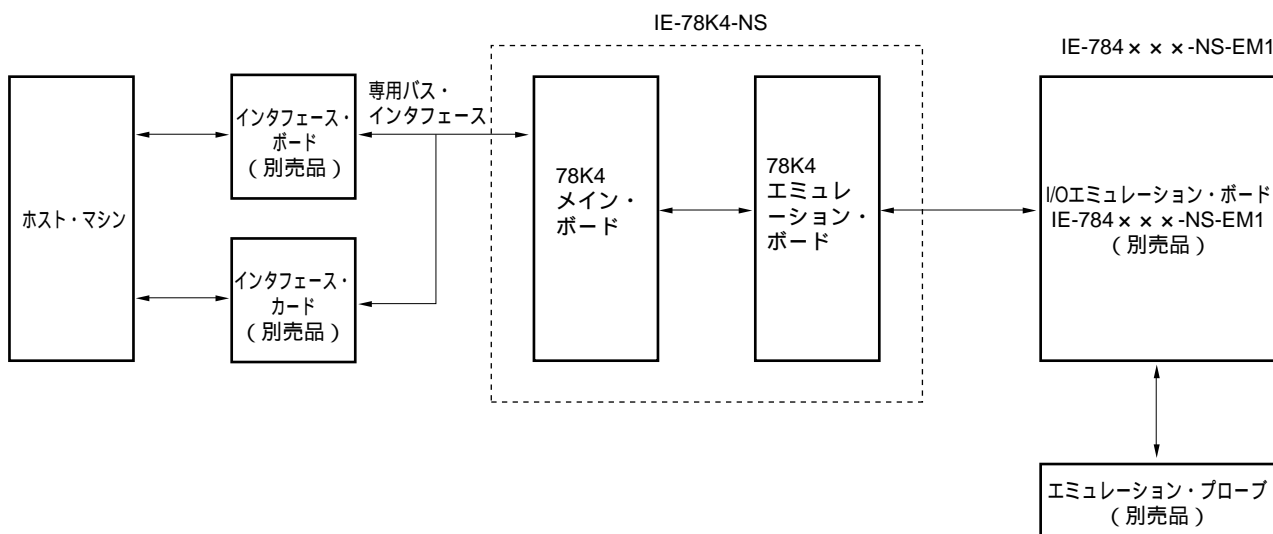 IE-78K4-NS
IE-784×××-NS-EM1
ホスト・マシン
インタフェース・
ボード
(別売品)
専用バス・
インタフェース
インタフェース・
カード
(別売品)
78K4
メイン・
ボード
78K4
エミュレ
ーション・
ボード
I/Oエミュレーション・ボード
IE-784×××-NS-EM1
(別売品)
エミュレーション・プローブ
(別売品)